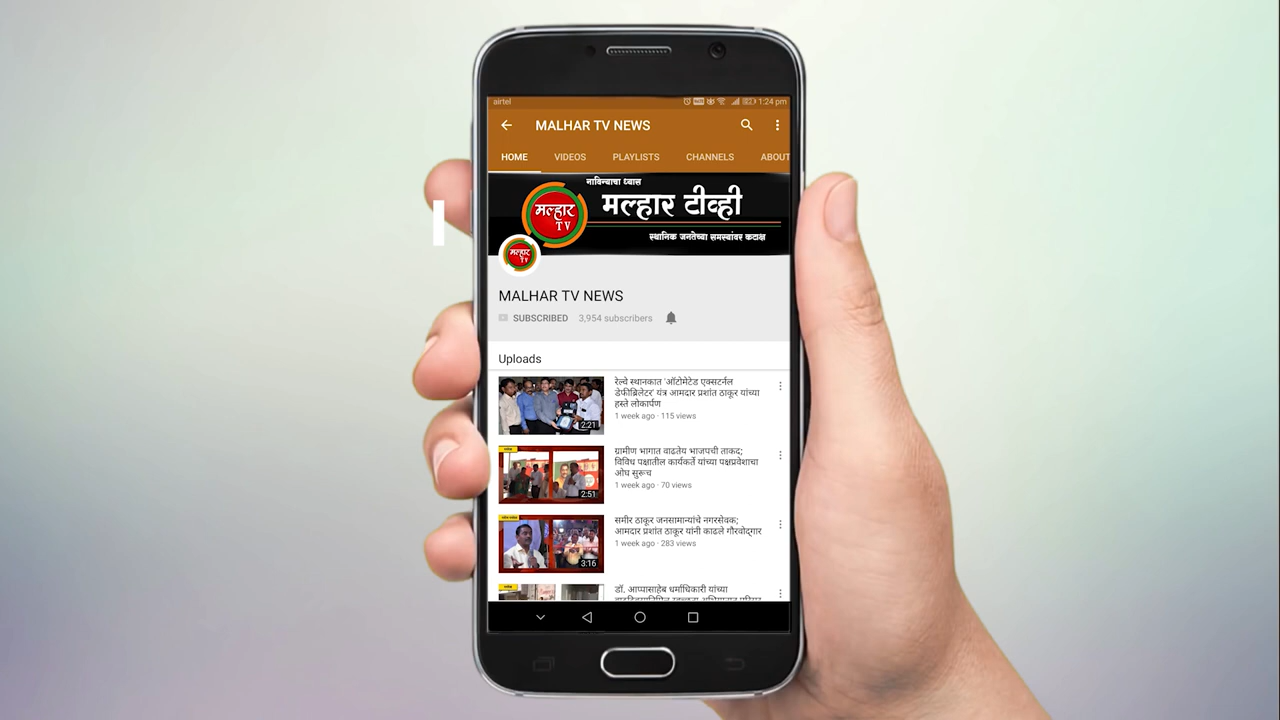 airtel
1:24 pm
MALHAR TV NEWS
HOME VIDEOS PLAYLISTS CHANNELS ABOUT
नाविन्याचा ध्यास
मल्हार टीव्ही
मल्हार
TV
स्थानिक जनतेच्या समस्यांवर कटाक्ष
मल्हार
TV
MALHAR TV NEWS
SUBSCRIBED 3,954 subscribers
Uploads
रेल्वे स्थानकात 'ऑटोमेटेड एक्सटर्नल
डेफीब्रिलेटर' यंत्र आमदार प्रशांत ठाकूर यांच्या
हस्ते लोकार्पण
1 week ago · 115 views
2:21
ग्रामीण भागात वाढतेय भाजपची ताकद;
विविध पक्षातील कार्यकर्ते यांच्या पक्षप्रवेशाचा
ओघ सुरूच
1 week ago · 70 views
2:51
समीर ठाकूर जनसामान्यांचे नगरसेवक;
आमदार प्रशांत ठाकूर यांनी काढले गौरवोद्गार
1 week ago · 283 views
3:16
डॉ. आप्पासाहेब धर्माधिकारी यांच्या